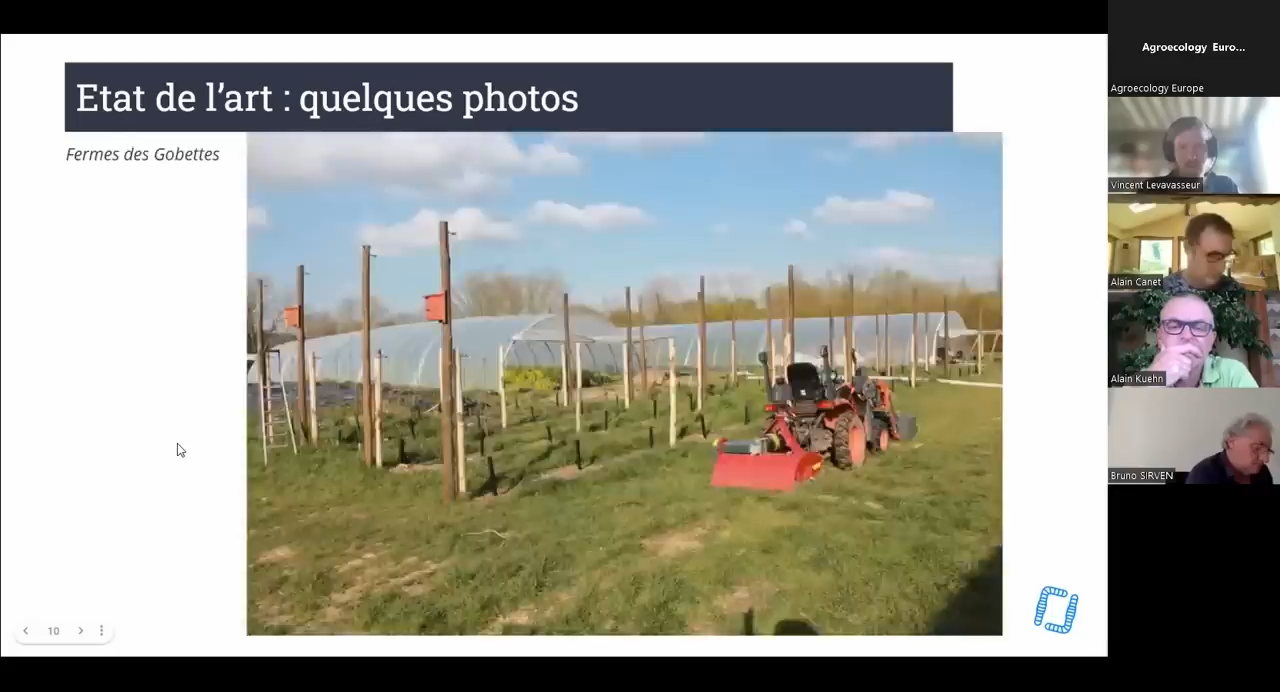 Etat de l'art : quelques photos
Fermes des Gobettes
10
Agroecology Euro...
Agroecology Europe
Vincent Levavasseur
Alain Canet
Alain Kuehn
Bruno SIRVEN